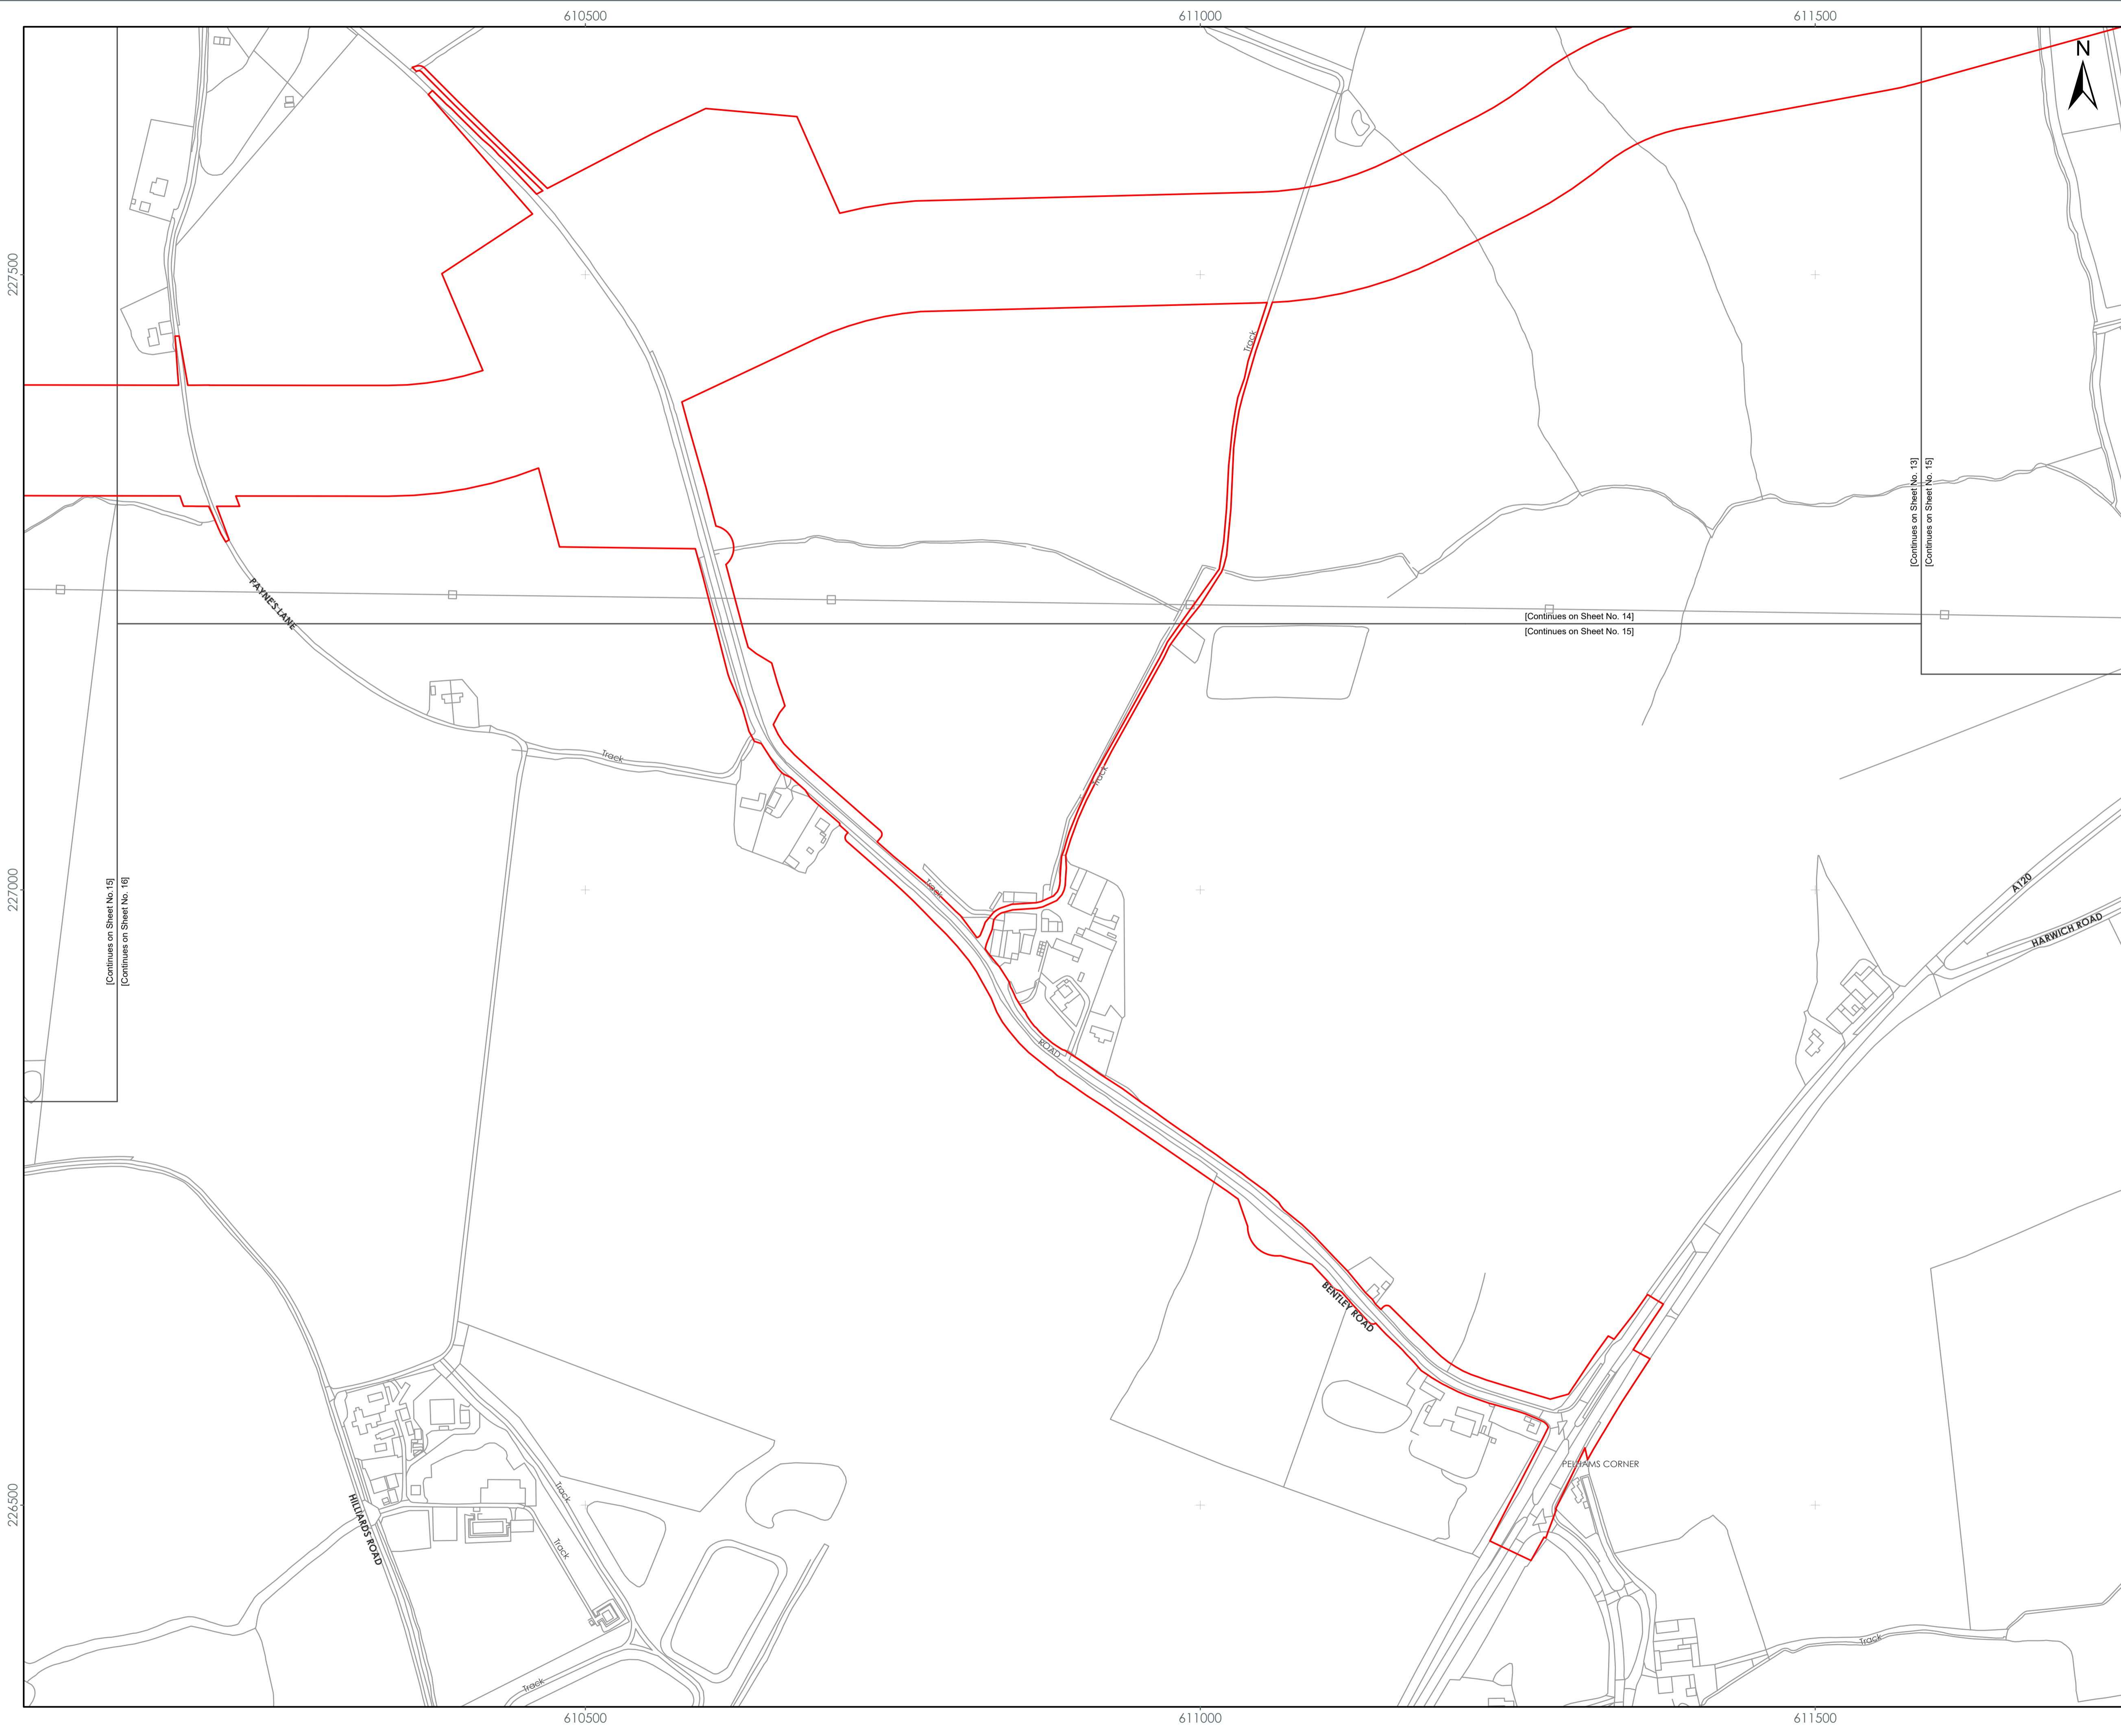 610500
611000
611500
N
227500
Track
[Continues on Sheet No. 13]
[Continues on Sheet No. 15]
PAYNE'S LANE
[Continues on Sheet No. 14]
[Continues on Sheet No. 15]
Track
Track
227000
Track
A120
HARWICH ROAD
[Continues on Sheet No.15]
[Continues on Sheet No. 16]
ROAD
BENTLEY ROAD
PELHAMS CORNER
226500
HILLIARDS ROAD
Track
Track
Track
Track
610500
611000
611500